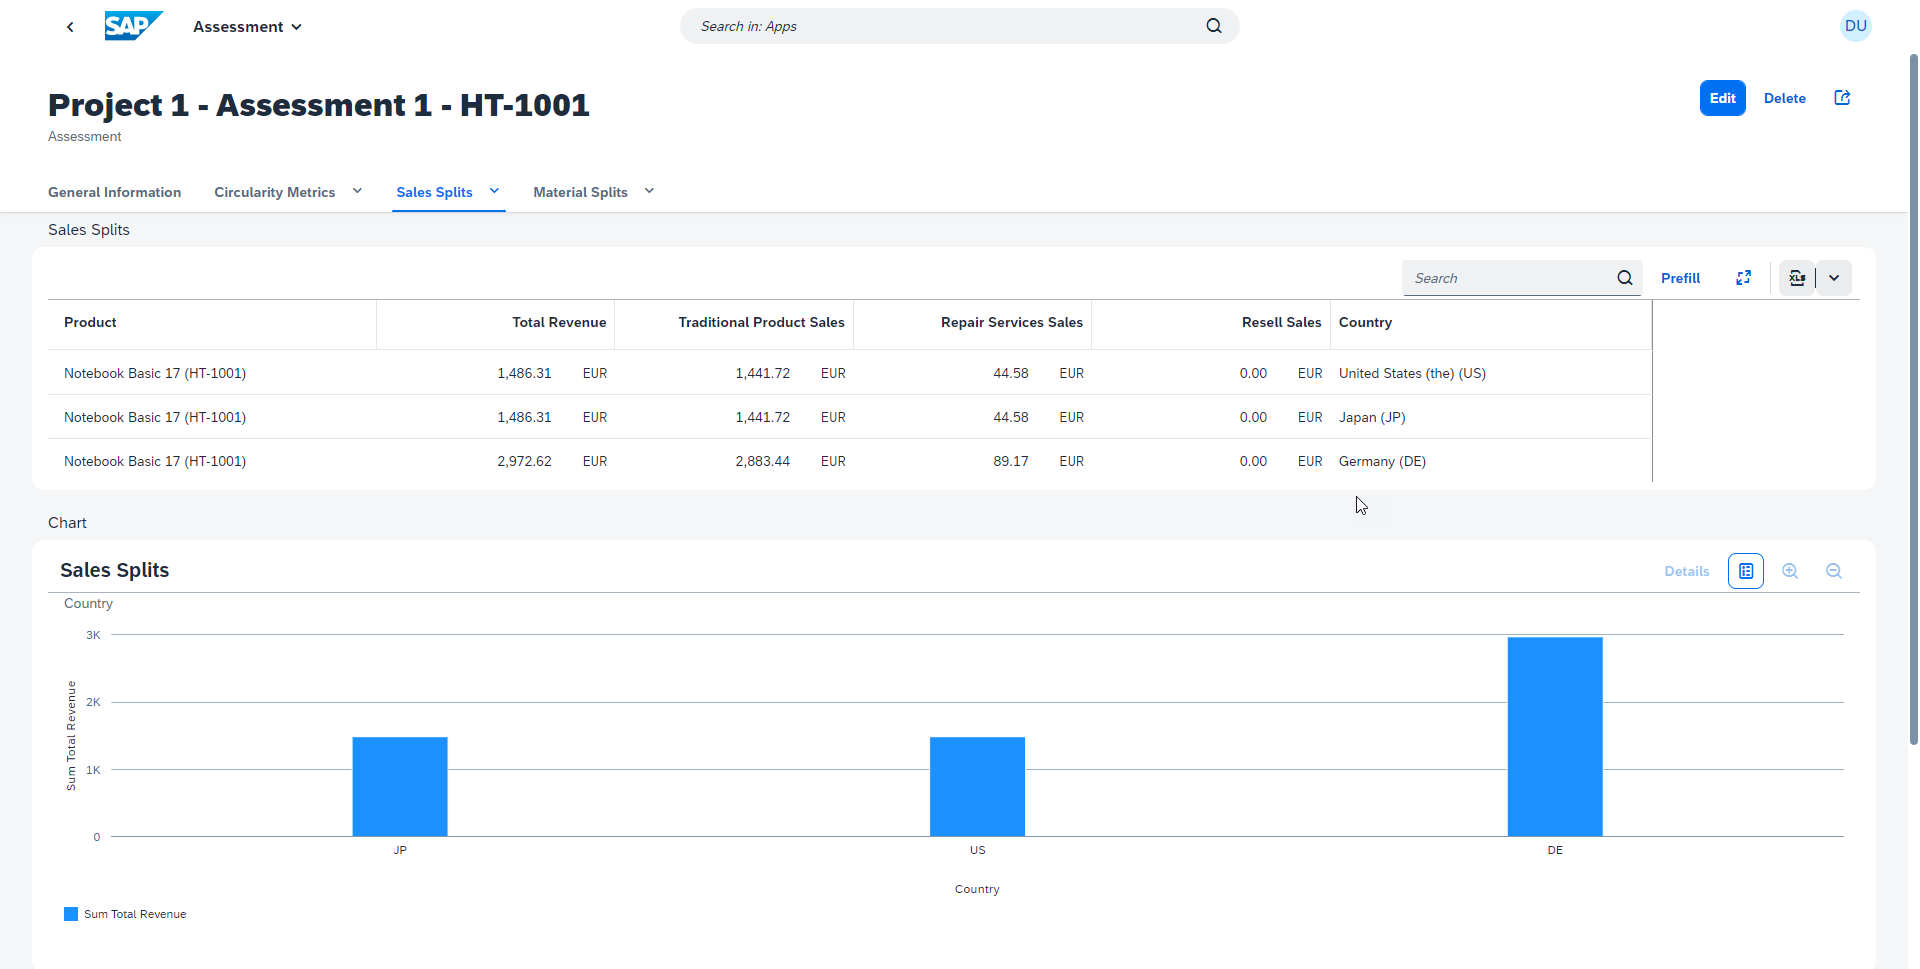 SAP Assessment Search in: Apps DU
Project 1 - Assessment 1 - HT-1001
Edit Delete
Assessment
General Information Circularity Metrics Sales Splits Material Splits
Sales Splits
Search Prefill XLS
Product Total Revenue Traditional Product Sales Repair Services Sales Resell Sales Country
Notebook Basic 17 (HT-1001) 1,486.31 EUR 1,441.72 EUR 44.58 EUR 0.00 EUR United States (the) (US)
Notebook Basic 17 (HT-1001) 1,486.31 EUR 1,441.72 EUR 44.58 EUR 0.00 EUR Japan (JP)
Notebook Basic 17 (HT-1001) 2,972.62 EUR 2,883.44 EUR 89.17 EUR 0.00 EUR Germany (DE)
Chart
Sales Splits Details
Country
Sum Total Revenue
3K
2K
1K
0
JP US DE
Country
Sum Total Revenue